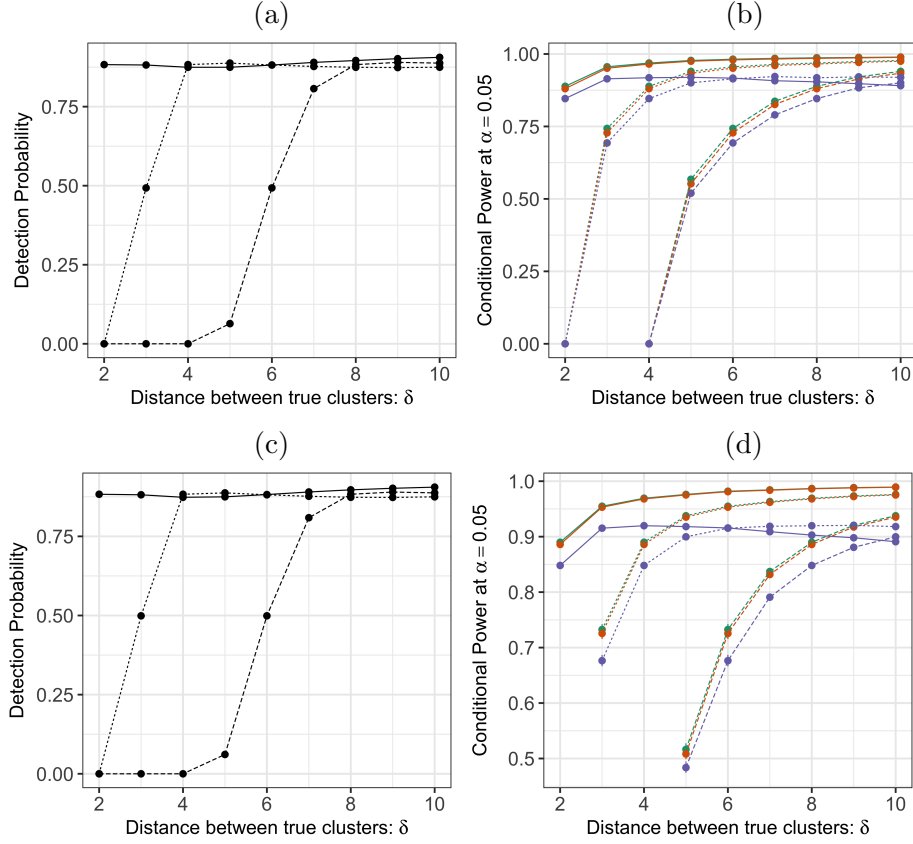 (a)
Detection Probability
0.75
0.50
0.25
0.00
2 4 6 8 10
Distance between true clusters: δ
(b)
Conditional Power at α = 0.05
1.00
0.75
0.50
0.25
0.00
2 4 6 8 10
Distance between true clusters: δ
(c)
Detection Probability
0.75
0.50
0.25
0.00
2 4 6 8 10
Distance between true clusters: δ
(d)
Conditional Power at α = 0.05
1.0
0.9
0.8
0.7
0.6
0.5
2 4 6 8 10
Distance between true clusters: δ